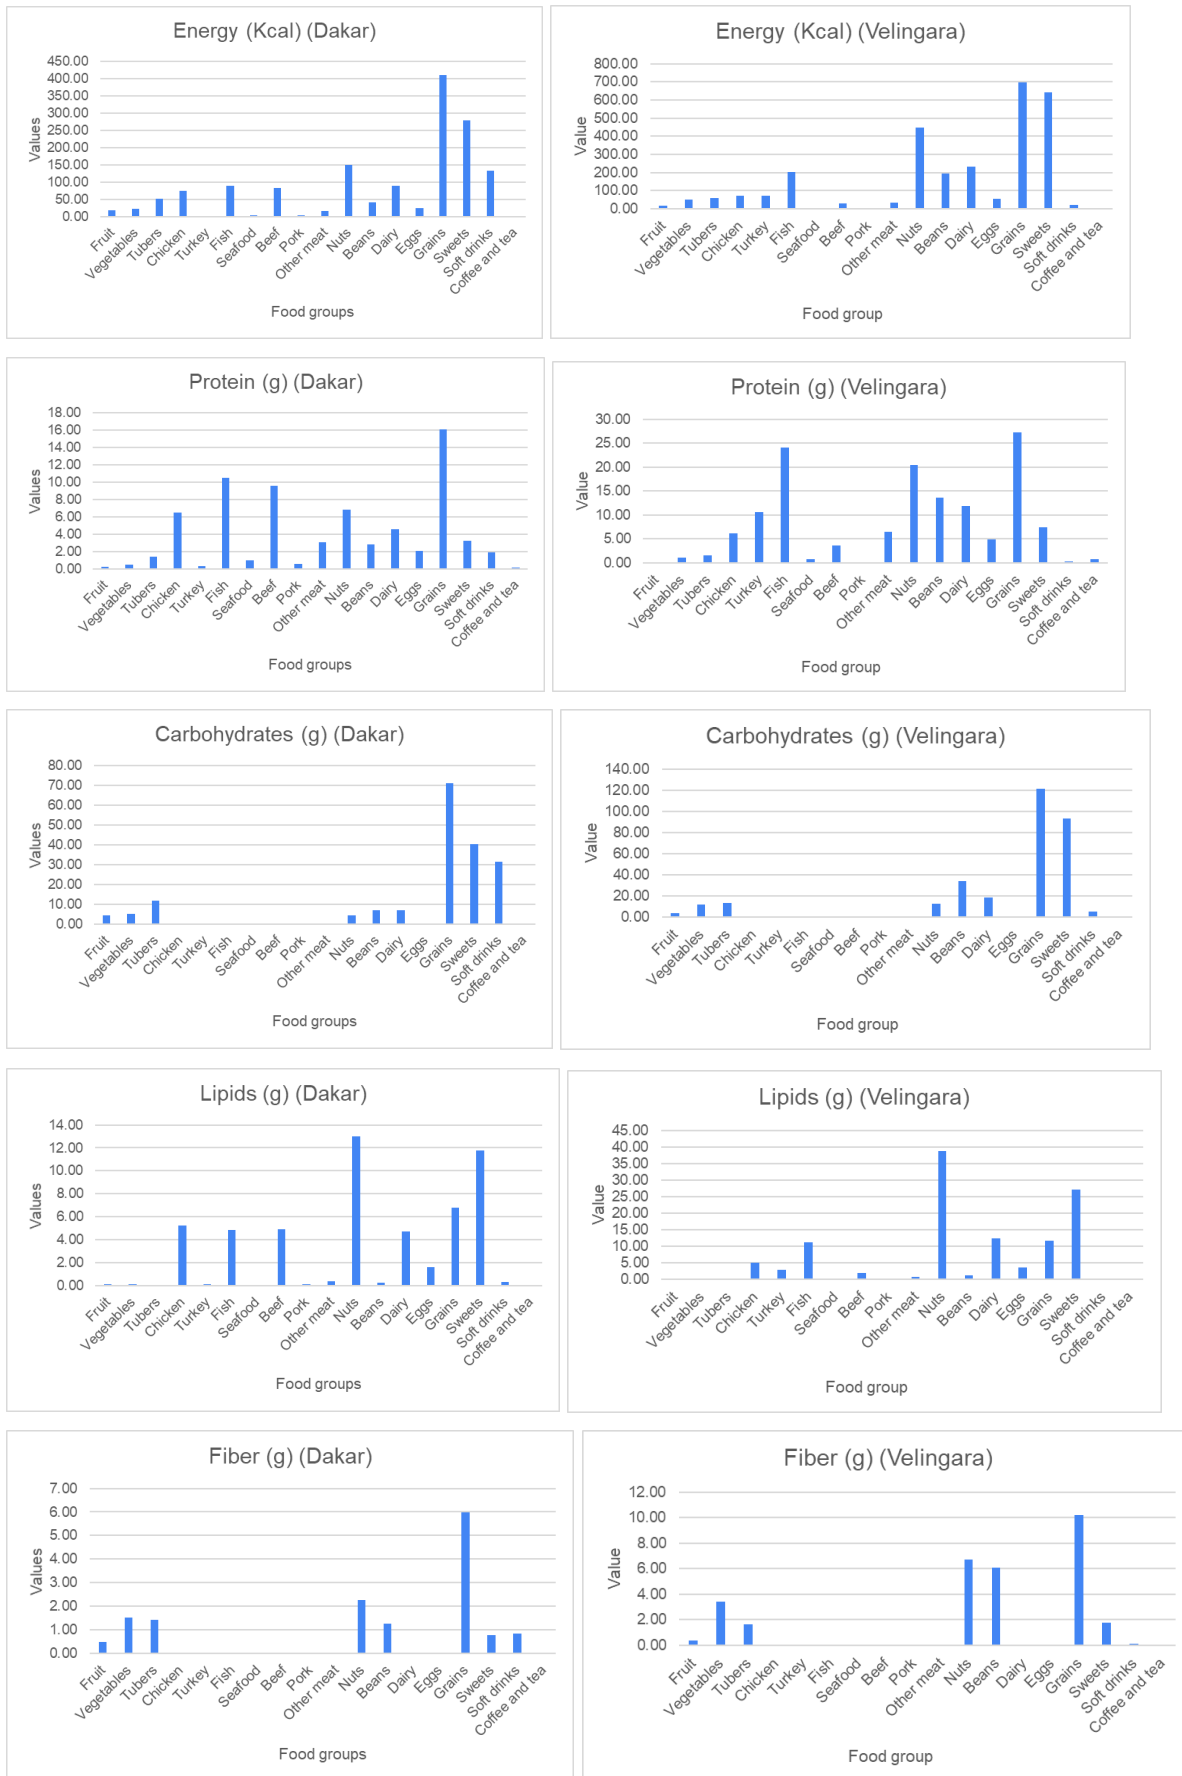 Energy (Kcal) (Dakar)
450.00
400.00
350.00
300.00
250.00
200.00
150.00
100.00
50.00
0.00
Values
Fruit
Vegetables
Tubers
Chicken
Turkey
Fish
Seafood
Beef
Pork
Other meat
Nuts
Beans
Dairy
Eggs
Grains
Sweets
Soft drinks
Coffee and tea
Food groups
Energy (Kcal) (Velingara)
800.00
700.00
600.00
500.00
400.00
300.00
200.00
100.00
0.00
Value
Fruit
Vegetables
Tubers
Chicken
Turkey
Fish
Seafood
Beef
Pork
Other meat
Nuts
Beans
Dairy
Eggs
Grains
Sweets
Soft drinks
Coffee and tea
Food group
Protein (g) (Dakar)
18.00
16.00
14.00
12.00
10.00
8.00
6.00
4.00
2.00
0.00
Values
Fruit
Vegetables
Tubers
Chicken
Turkey
Fish
Seafood
Beef
Pork
Other meat
Nuts
Beans
Dairy
Eggs
Grains
Sweets
Soft drinks
Coffee and tea
Food groups
Protein (g) (Velingara)
30.00
25.00
20.00
15.00
10.00
5.00
0.00
Value
Fruit
Vegetables
Tubers
Chicken
Turkey
Fish
Seafood
Beef
Pork
Other meat
Nuts
Beans
Dairy
Eggs
Grains
Sweets
Soft drinks
Coffee and tea
Food group
Carbohydrates (g) (Dakar)
80.00
70.00
60.00
50.00
40.00
30.00
20.00
10.00
0.00
Values
Fruit
Vegetables
Tubers
Chicken
Turkey
Fish
Seafood
Beef
Pork
Other meat
Nuts
Beans
Dairy
Eggs
Grains
Sweets
Soft drinks
Coffee and tea
Food groups
Carbohydrates (g) (Velingara)
140.00
120.00
100.00
80.00
60.00
40.00
20.00
0.00
Value
Fruit
Vegetables
Tubers
Chicken
Turkey
Fish
Seafood
Beef
Pork
Other meat
Nuts
Beans
Dairy
Eggs
Grains
Sweets
Soft drinks
Coffee and tea
Food group
Lipids (g) (Dakar)
14.00
12.00
10.00
8.00
6.00
4.00
2.00
0.00
Values
Fruit
Vegetables
Tubers
Chicken
Turkey
Fish
Seafood
Beef
Pork
Other meat
Nuts
Beans
Dairy
Eggs
Grains
Sweets
Soft drinks
Coffee and tea
Food groups
Lipids (g) (Velingara)
45.00
40.00
35.00
30.00
25.00
20.00
15.00
10.00
5.00
0.00
Value
Fruit
Vegetables
Tubers
Chicken
Turkey
Fish
Seafood
Beef
Pork
Other meat
Nuts
Beans
Dairy
Eggs
Grains
Sweets
Soft drinks
Coffee and tea
Food group
Fiber (g) (Dakar)
7.00
6.00
5.00
4.00
3.00
2.00
1.00
0.00
Values
Fruit
Vegetables
Tubers
Chicken
Turkey
Fish
Seafood
Beef
Pork
Other meat
Nuts
Beans
Dairy
Eggs
Grains
Sweets
Soft drinks
Coffee and tea
Food groups
Fiber (g) (Velingara)
12.00
10.00
8.00
6.00
4.00
2.00
0.00
Value
Fruit
Vegetables
Tubers
Chicken
Turkey
Fish
Seafood
Beef
Pork
Other meat
Nuts
Beans
Dairy
Eggs
Grains
Sweets
Soft drinks
Coffee and tea
Food group